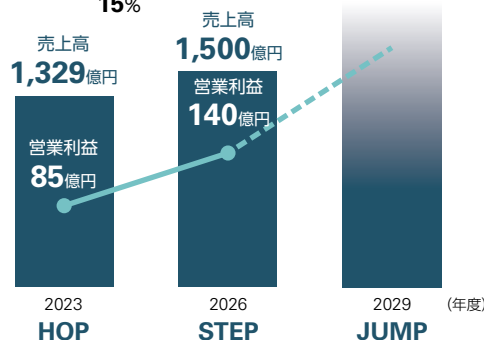 15%
売上高
1,329億円
営業利益
85億円
売上高
1,500億円
営業利益
140億円
2023
2026
2029
(年度)
HOP
STEP
JUMP